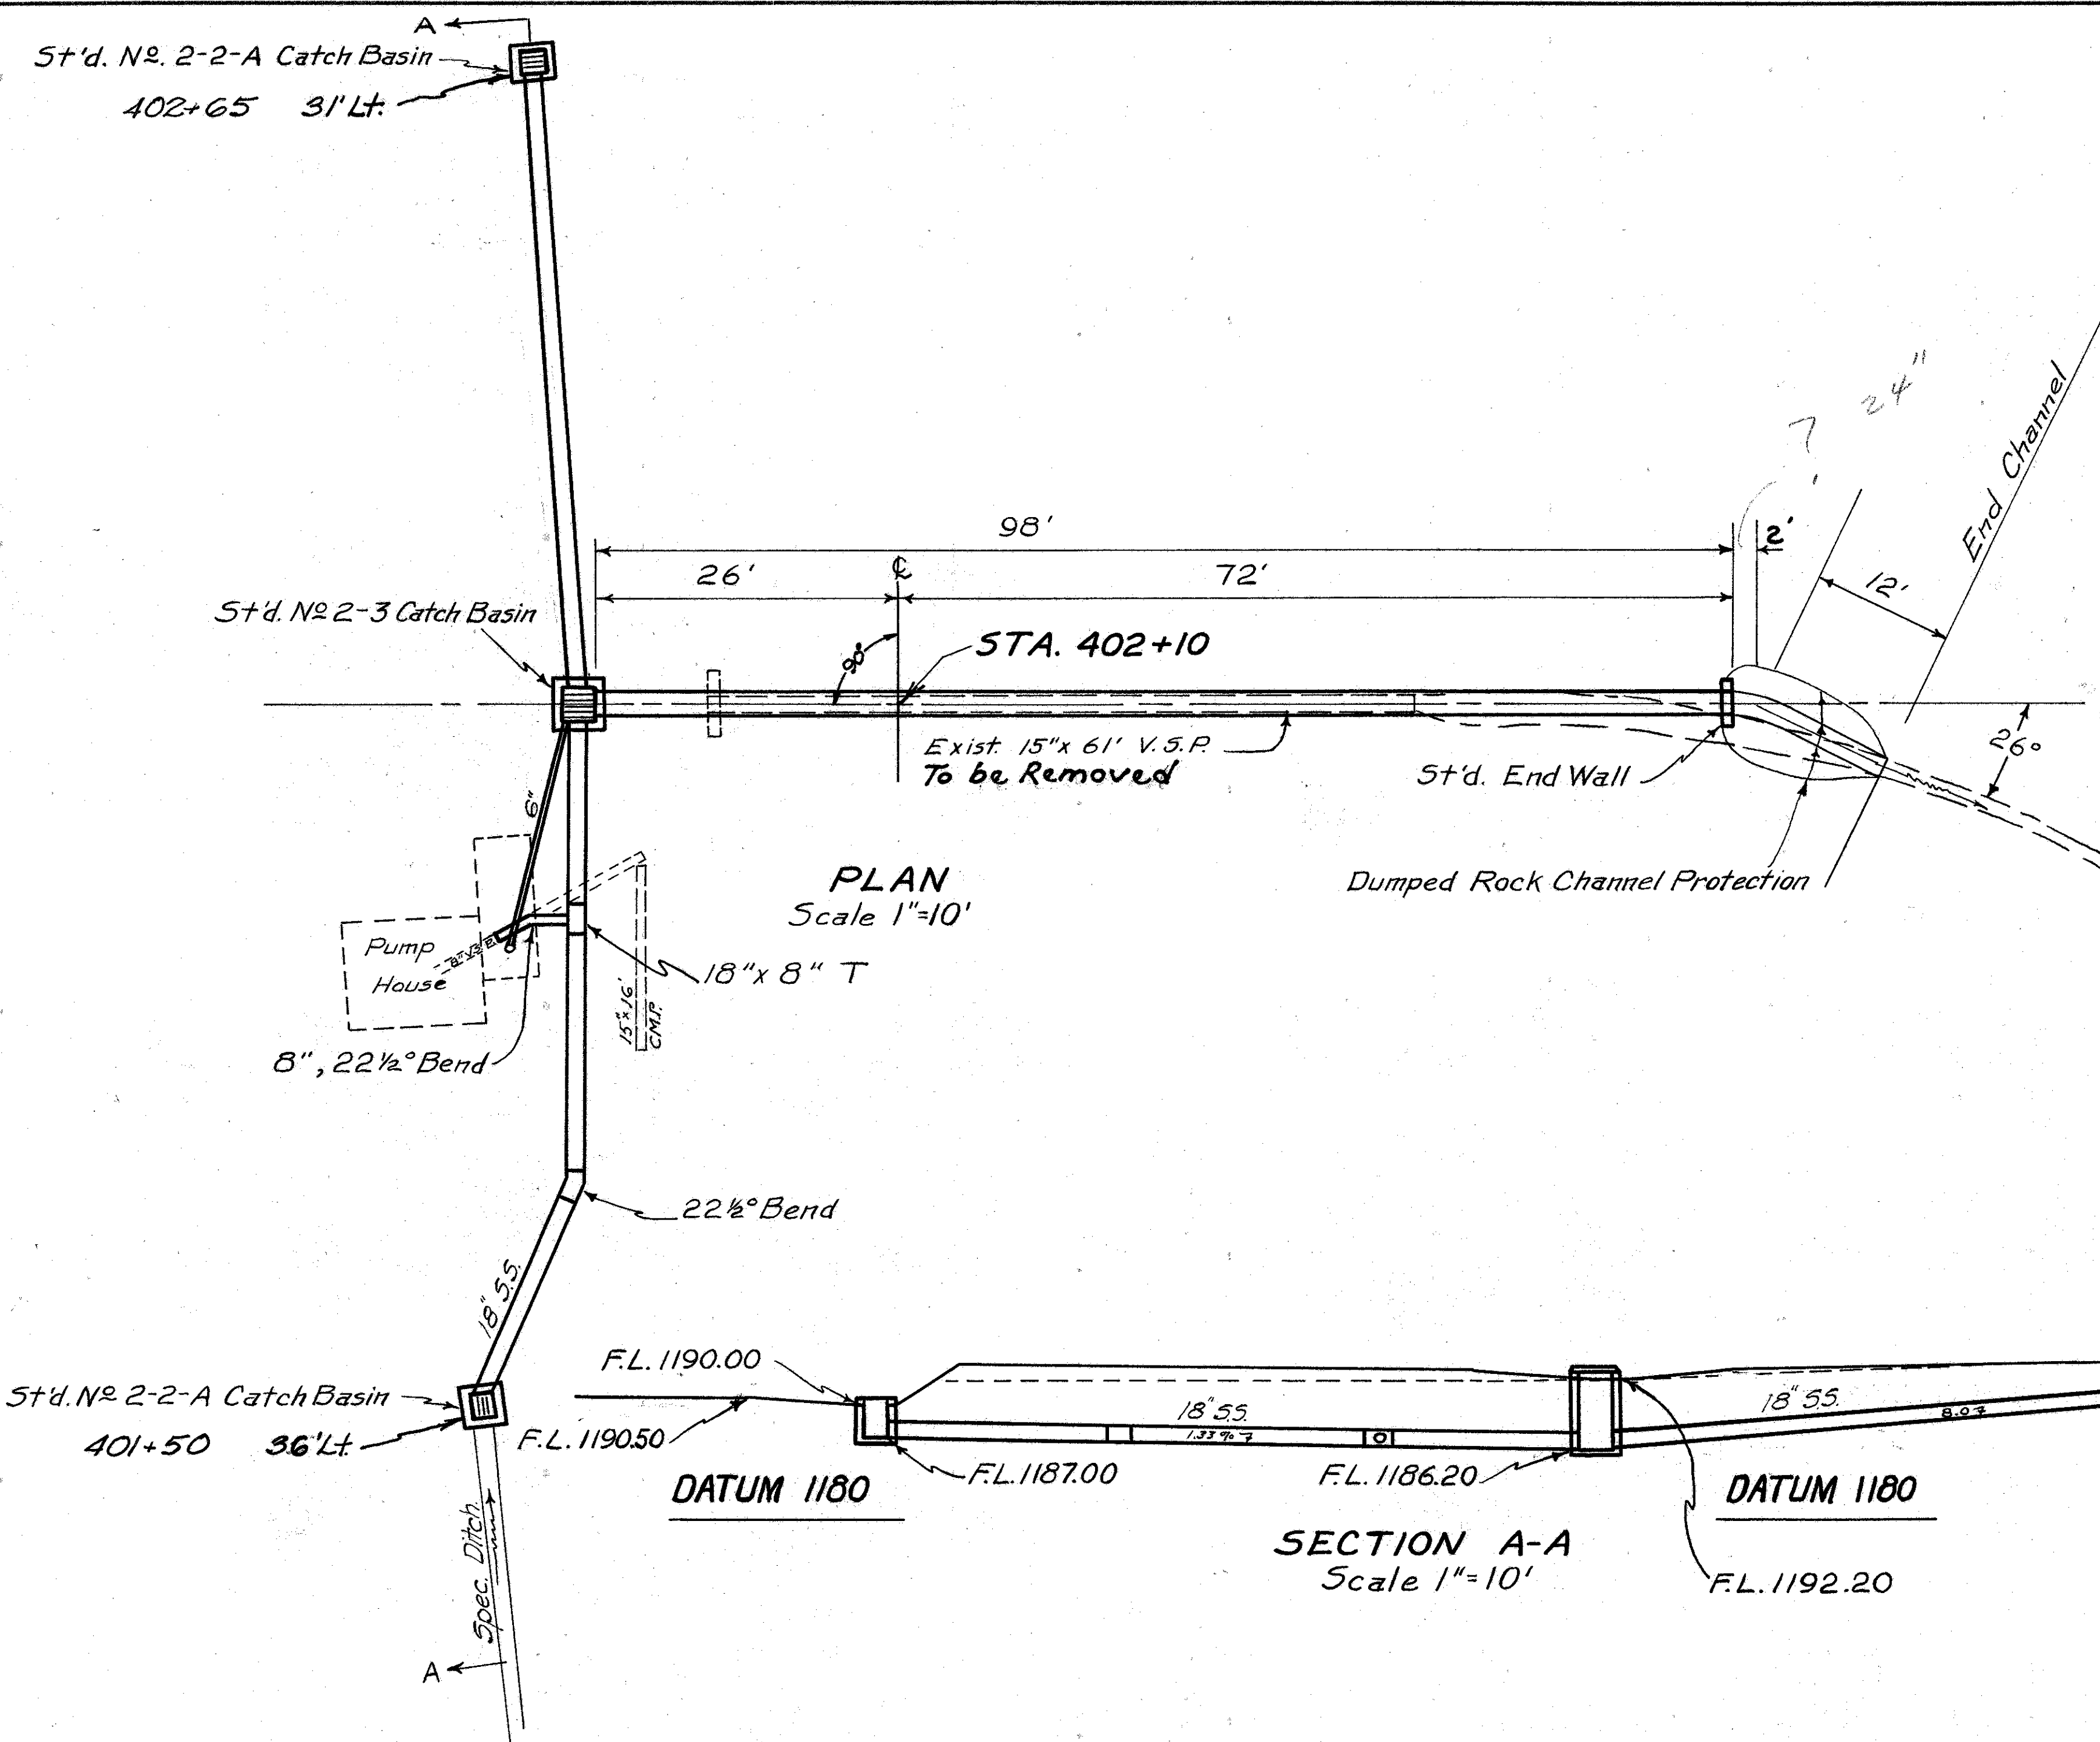 A
St'd. Nº. 2-2-A Catch Basin
402+65 31' Lt.
24"
End Channel
98'
2'
26'
℄
72'
12'
St'd. Nº 2-3 Catch Basin
STA. 402+10
90°
Exist. 15"x 61' V.S.P.
To be Removed
26°
St'd. End Wall
6"
PLAN
Scale 1"=10'
Dumped Rock Channel Protection
Pump
House
18"x 8" T
15"x16'
C.M.P.
8", 22½° Bend
22½° Bend
18" S.S.
F.L. 1190.00
St'd. Nº 2-2-A Catch Basin
401+50 36' Lt.
F.L. 1190.50
18" S.S.
1.33 %
18" S.S.
8.07
F.L. 1187.00
F.L. 1186.20
DATUM 1180
DATUM 1180
SECTION A-A
Scale 1"=10'
F.L. 1192.20
Spec. Ditch
A